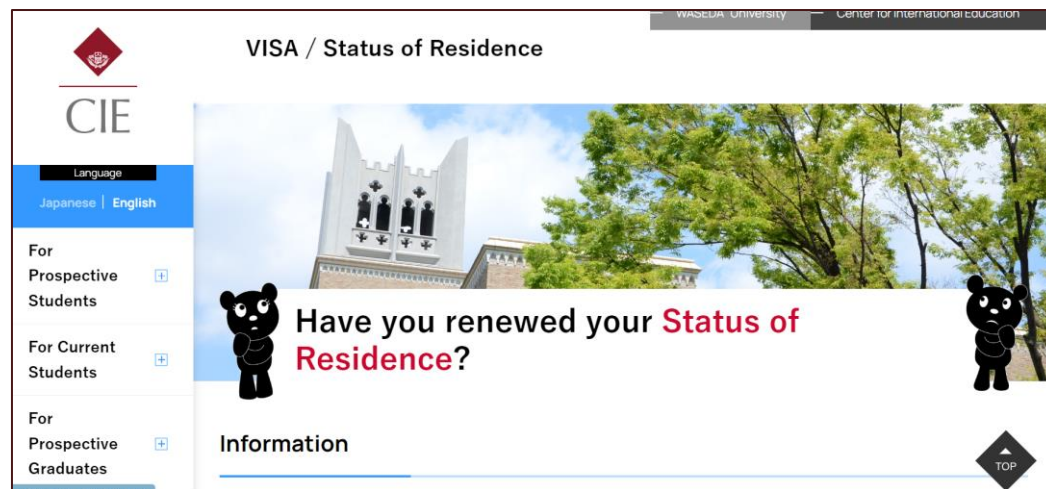 WASEDA University
Center for International Education
VISA / Status of Residence
CIE
Language
Japanese | English
For
Prospective
Students
For Current
Students
For
Prospective
Graduates
Have you renewed your Status of
Residence?
Information
TOP